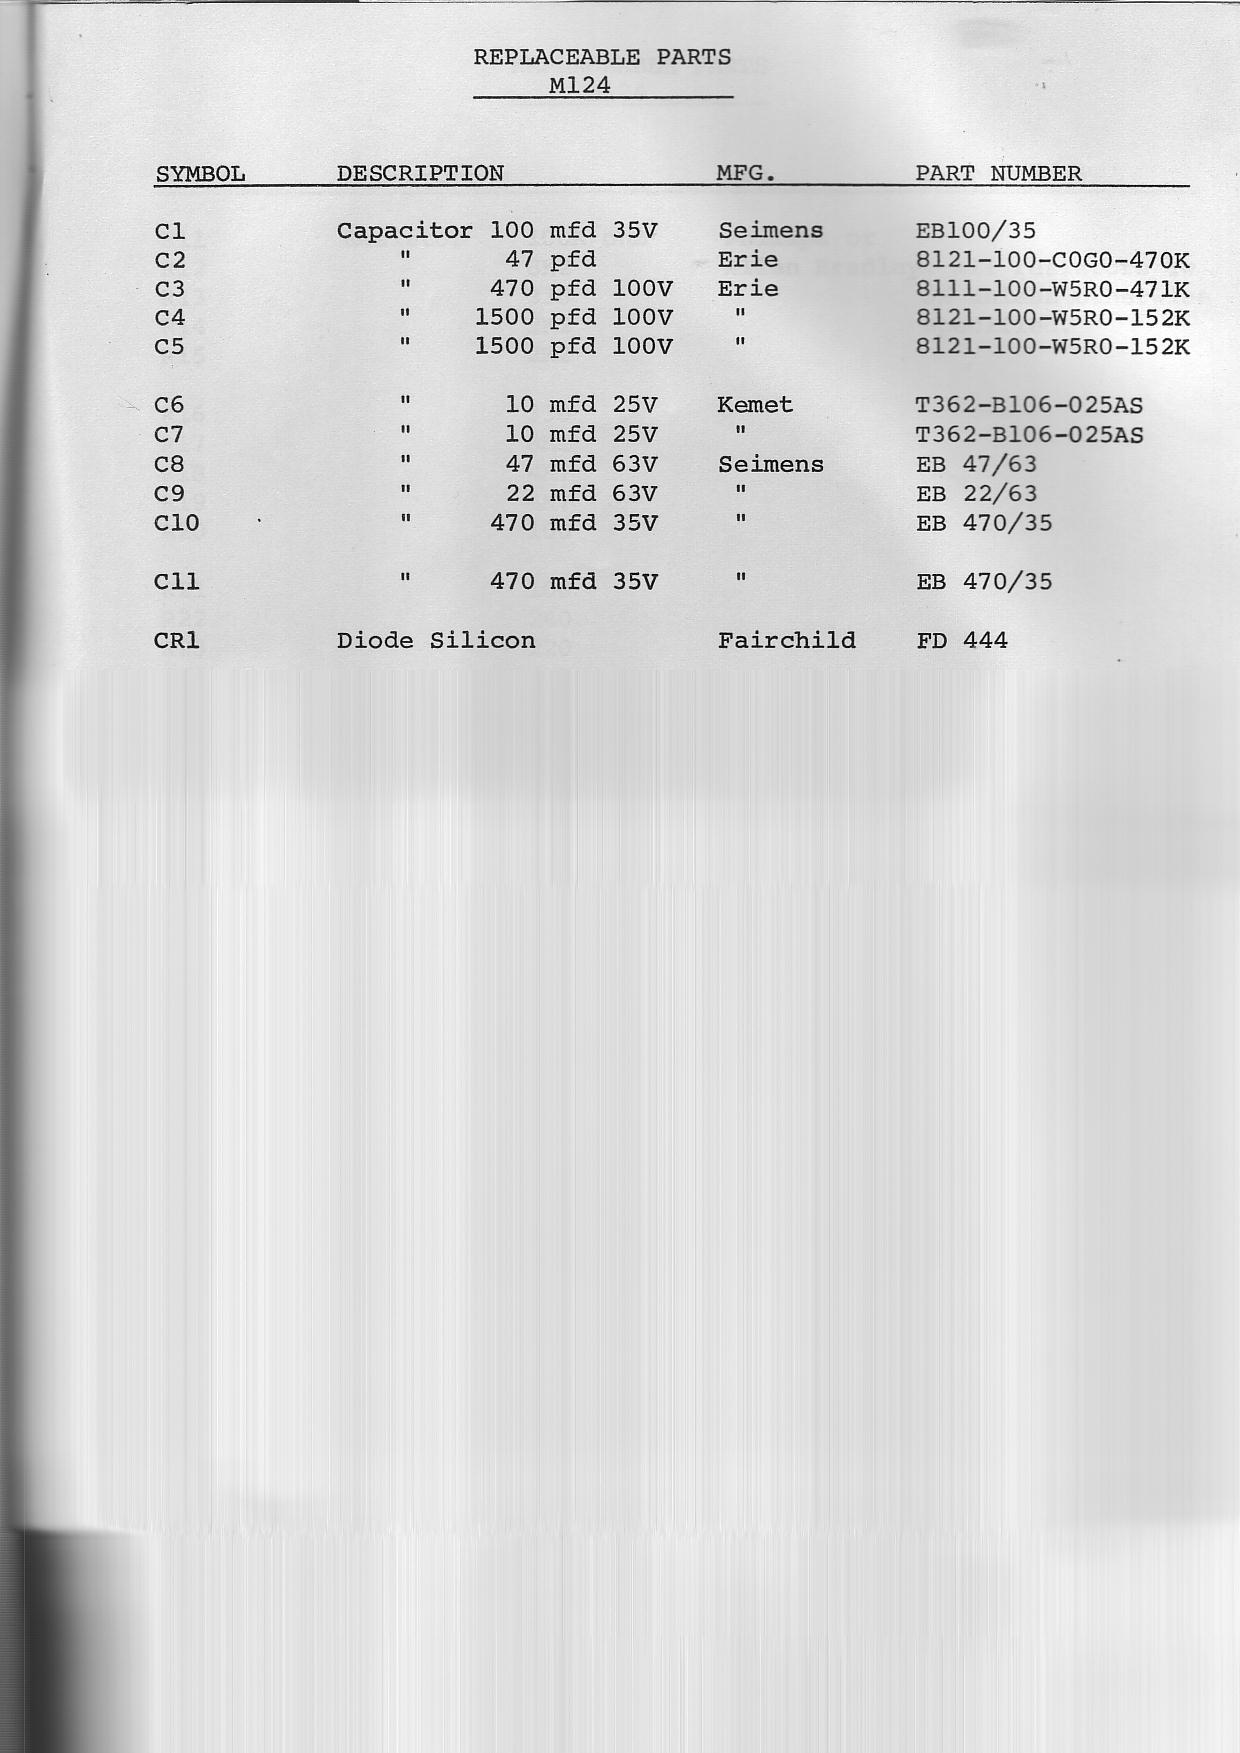 REPLACEABLE PARTS
M124
SYMBOL DESCRIPTION MFG. PART NUMBER
C1 Capacitor 100 mfd 35V Seimens EB100/35
C2 " 47 pfd Erie 8121-100-COG0-470K
C3 " 470 pfd 100V Erie 8111-100-W5R0-471K
C4 " 1500 pfd 100V " 8121-100-W5R0-152K
C5 " 1500 pfd 100V " 8121-100-W5R0-152K
C6 " 10 mfd 25V Kemet T362-B106-025AS
C7 " 10 mfd 25V " T362-B106-025AS
C8 " 47 mfd 63V Seimens EB 47/63
C9 " 22 mfd 63V " EB 22/63
C10 " 470 mfd 35V " EB 470/35
C11 " 470 mfd 35V " EB 470/35
CR1 Diode Silicon Fairchild FD 444